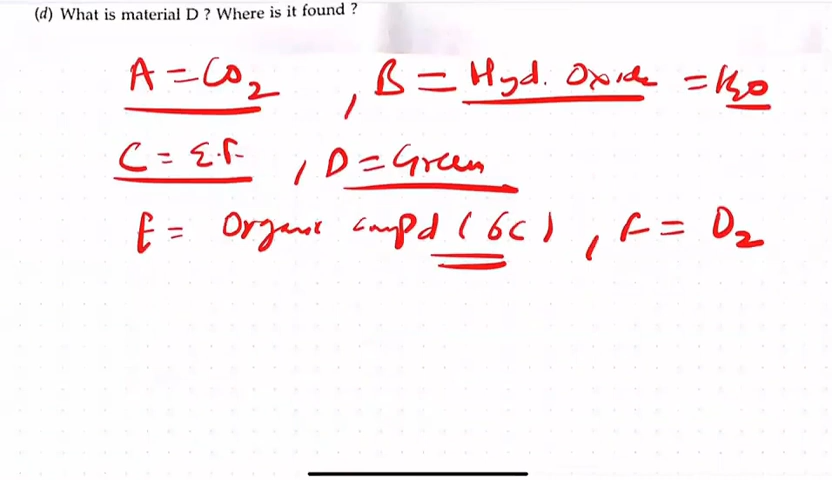 (d) What is material D ? Where is it found ?
A = CO2 , B = Hyd. Oxide = H2O
C = E.F. , D = Green
E = Organic compd (6C) , F = O2